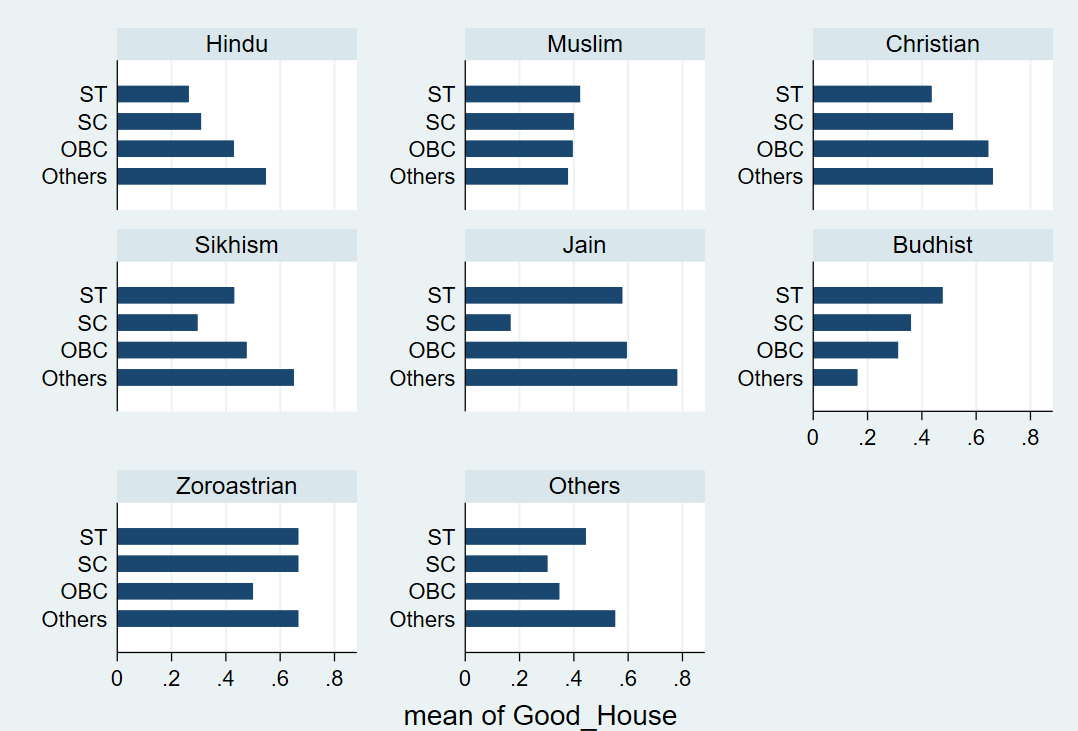 Hindu
ST
SC
OBC
Others
Muslim
ST
SC
OBC
Others
Christian
ST
SC
OBC
Others
Sikhism
ST
SC
OBC
Others
Jain
ST
SC
OBC
Others
Budhist
ST
SC
OBC
Others
0 .2 .4 .6 .8
Zoroastrian
ST
SC
OBC
Others
0 .2 .4 .6 .8
Others
ST
SC
OBC
Others
0 .2 .4 .6 .8
mean of Good_House